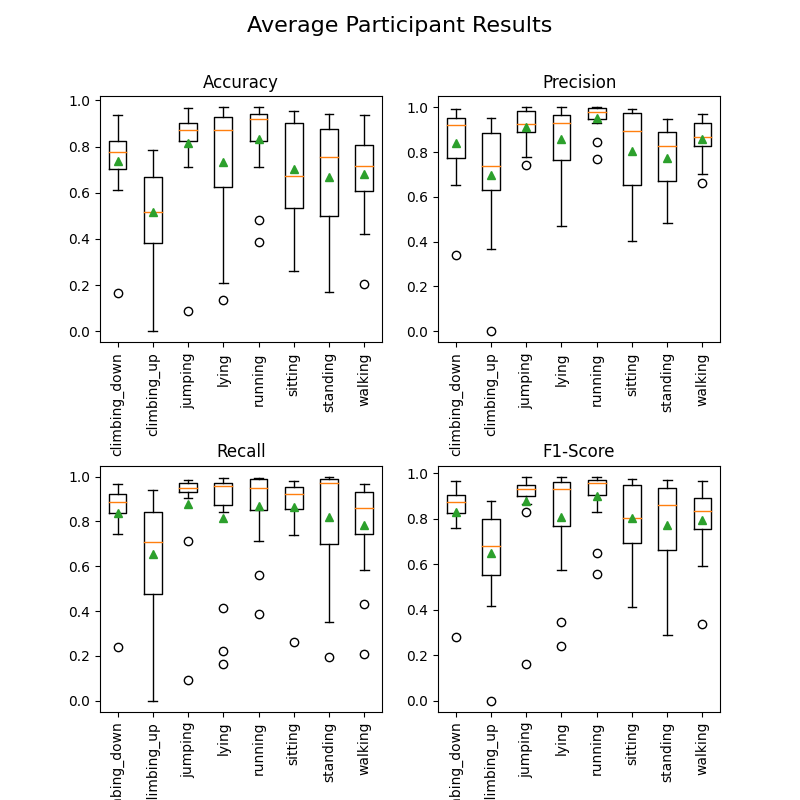 Average Participant Results
Accuracy
1.0
0.8
0.6
0.4
0.2
0.0
climbing_down
climbing_up
jumping
lying
running
sitting
standing
walking
Precision
1.0
0.8
0.6
0.4
0.2
0.0
climbing_down
climbing_up
jumping
lying
running
sitting
standing
walking
Recall
1.0
0.8
0.6
0.4
0.2
0.0
nbing_down
limbing_up
jumping
lying
running
sitting
standing
walking
F1-Score
1.0
0.8
0.6
0.4
0.2
0.0
nbing_down
limbing_up
jumping
lying
running
sitting
standing
walking